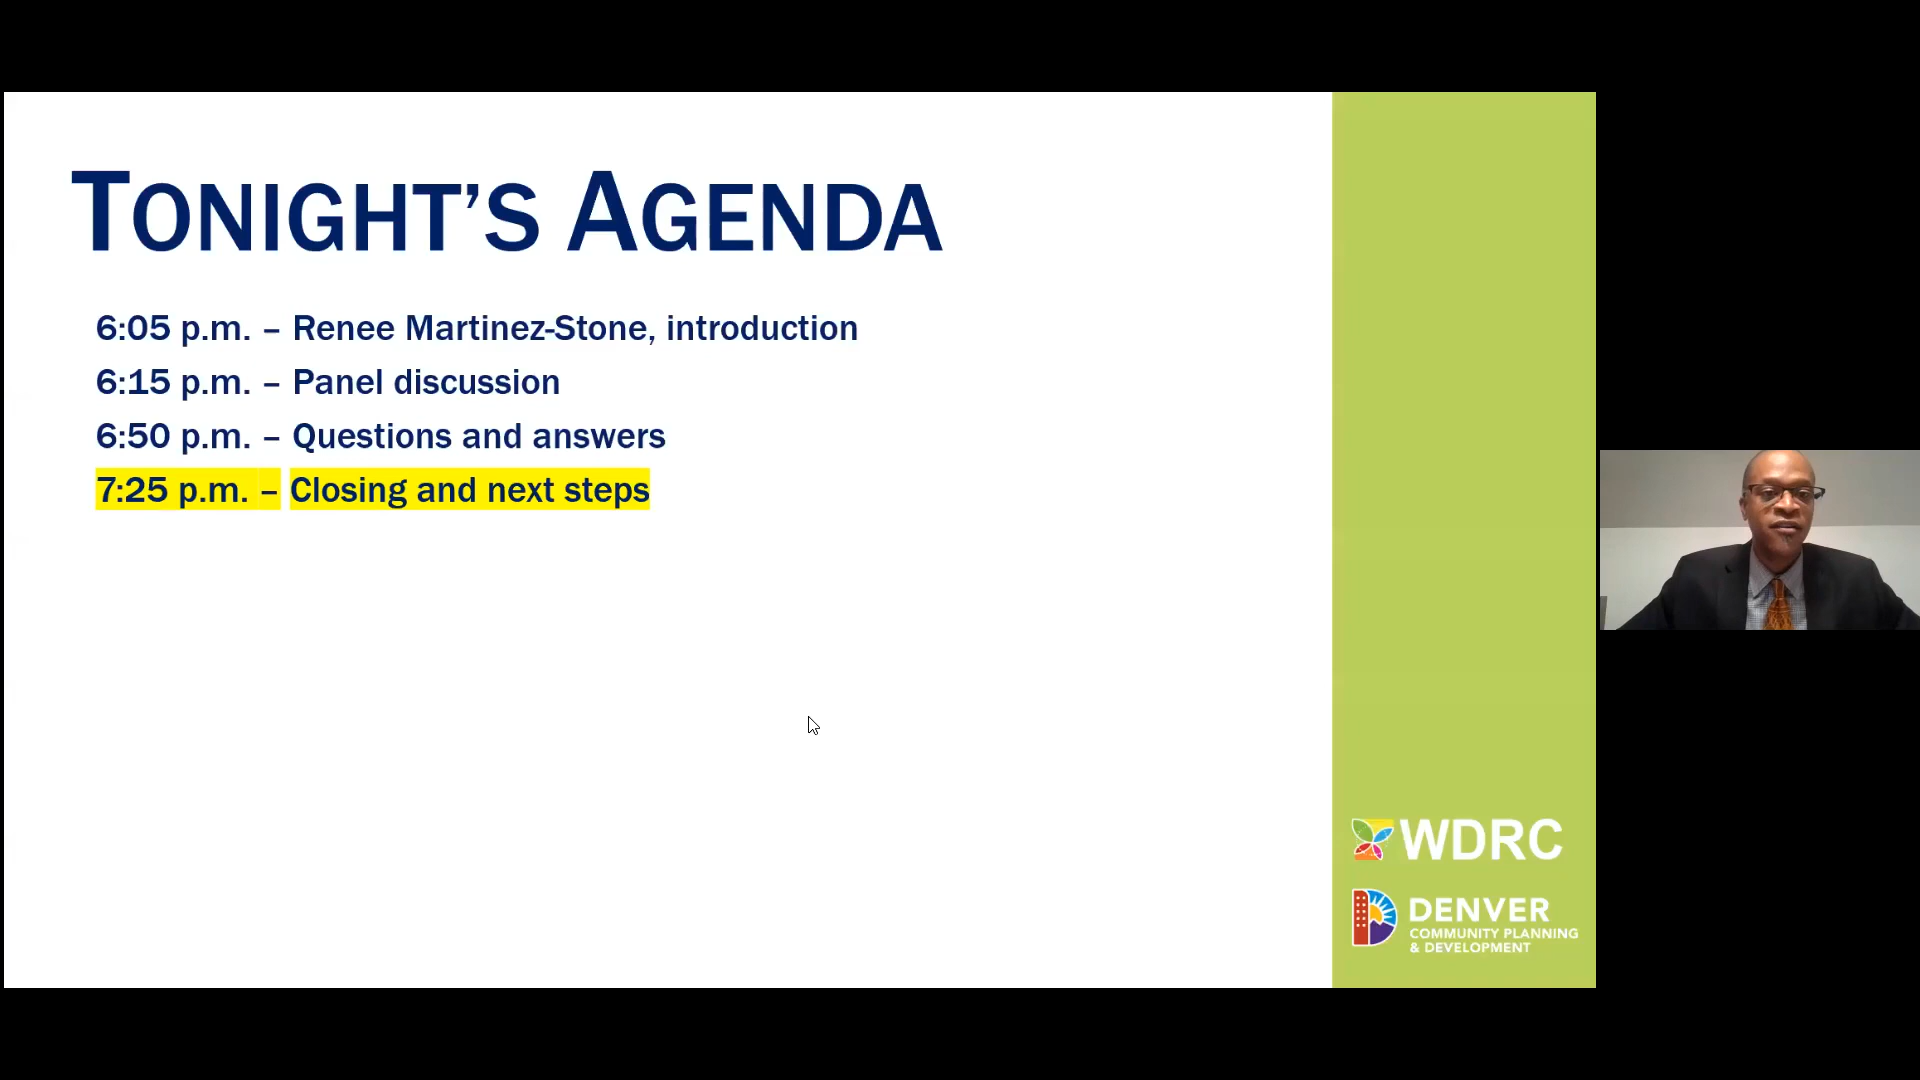 TONIGHT’S AGENDA
6:05 p.m. – Renee Martinez-Stone, introduction
6:15 p.m. – Panel discussion
6:50 p.m. – Questions and answers
7:25 p.m. – Closing and next steps
WDRC
DENVER
COMMUNITY PLANNING
& DEVELOPMENT